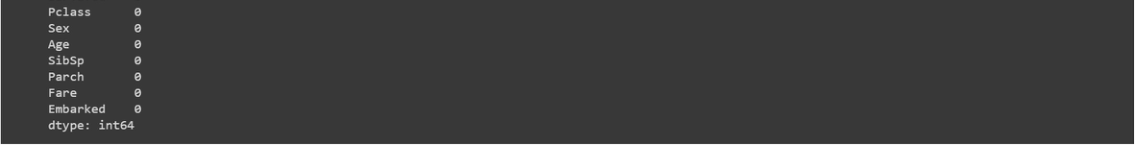 Pclass      0
Sex         0
Age         0
SibSp       0
Parch       0
Fare        0
Embarked    0
dtype: int64